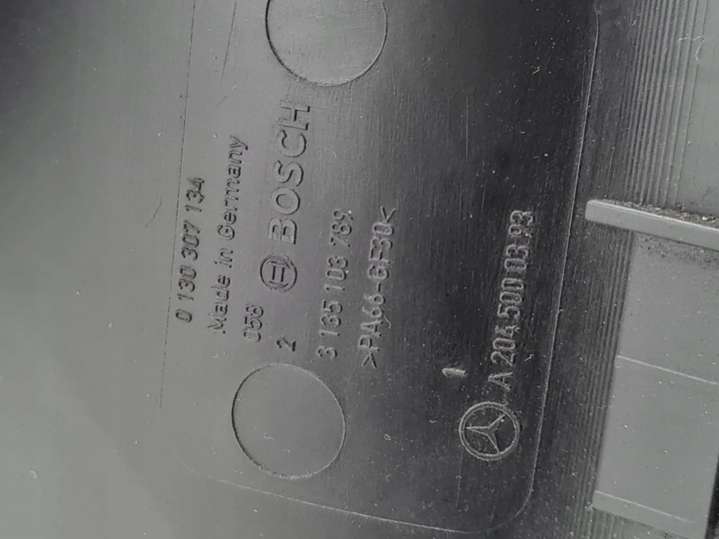 0 130 307 134
Made in Germany
058
BOSCH
2
3 135 103 789
>PA66-GF30<
1
A 204 500 03 93